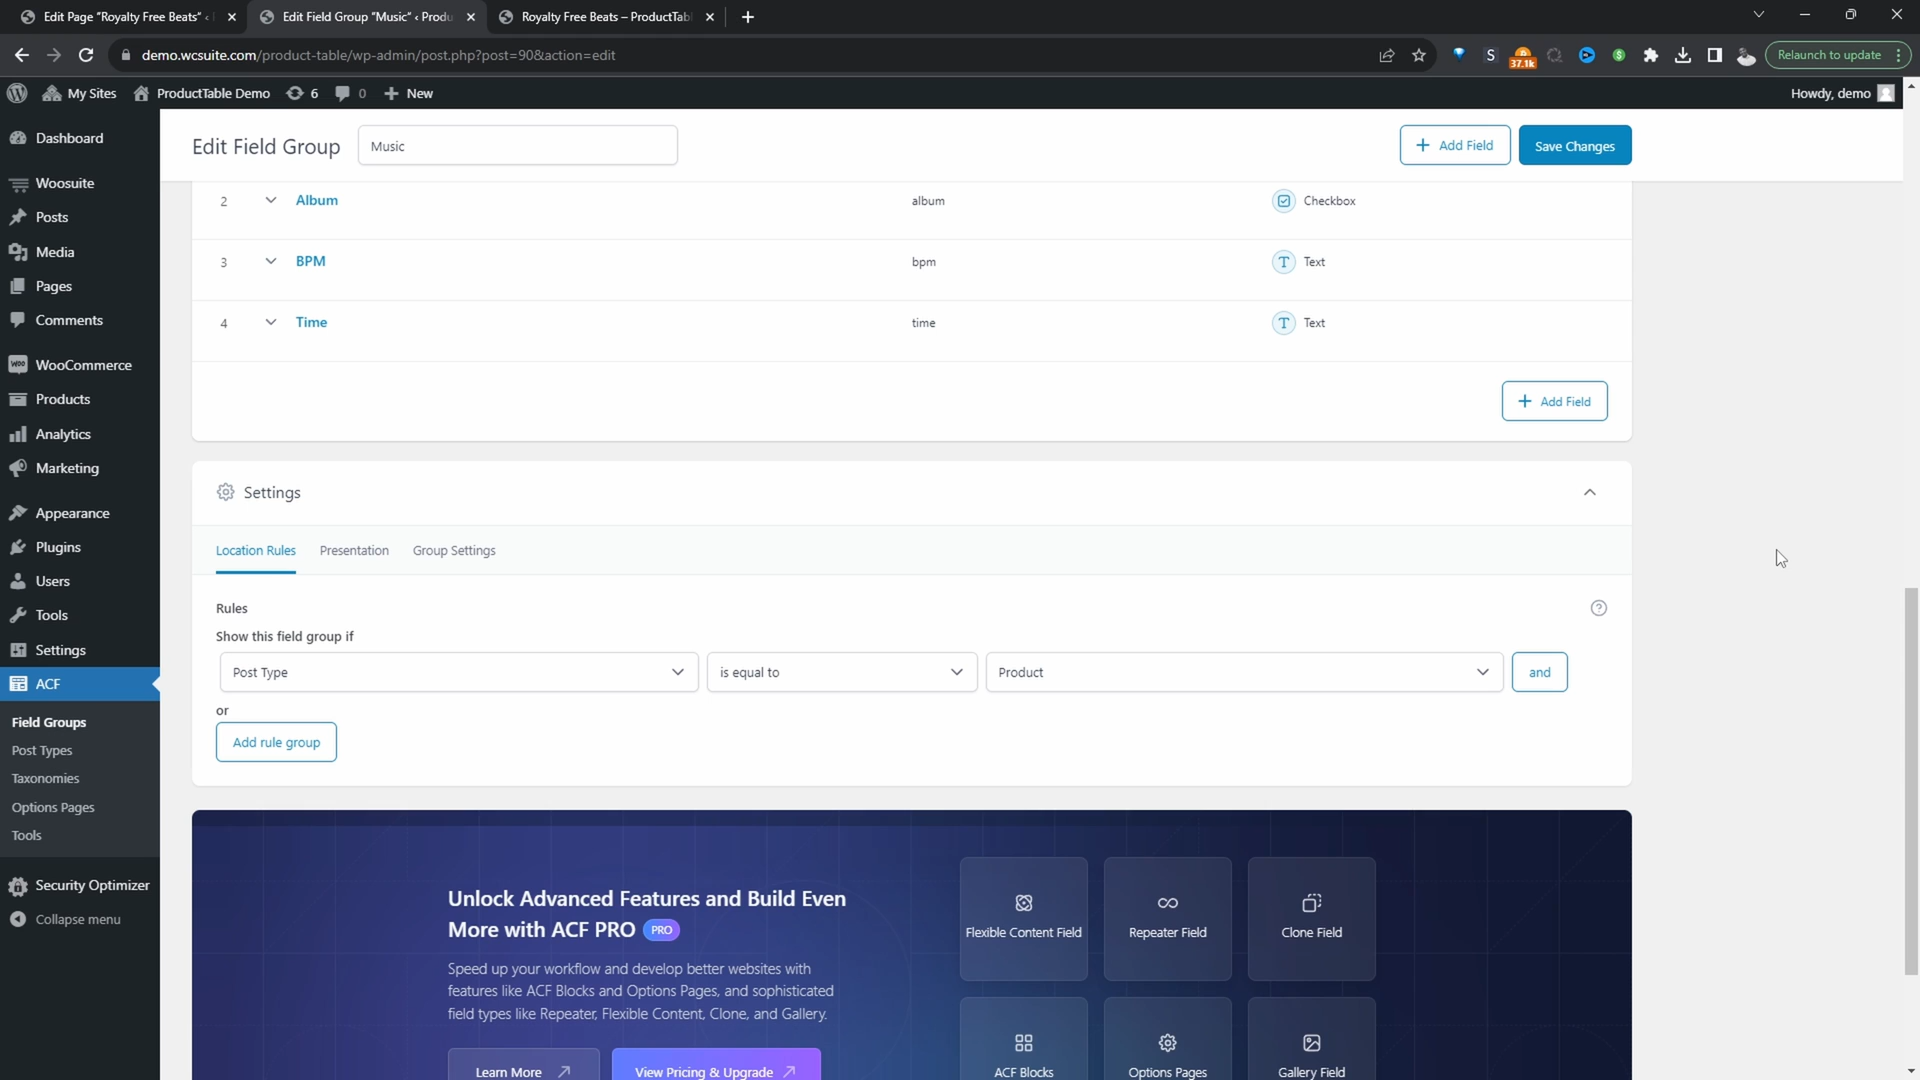 Edit Page "Royalty Free Beats" ‹
Edit Field Group "Music" ‹ Produ
Royalty Free Beats – ProductTabl
demo.wcsuite.com/product-table/wp-admin/post.php?post=90&action=edit
S
37.1k
Relaunch to update
My Sites
ProductTable Demo
6
0
New
Howdy, demo
Dashboard
Woosuite
Posts
Media
Pages
Comments
WooCommerce
Products
Analytics
Marketing
Appearance
Plugins
Users
Tools
Settings
ACF
Field Groups
Post Types
Taxonomies
Options Pages
Tools
Security Optimizer
Collapse menu
Edit Field Group
Music
Add Field
Save Changes
2 Album album Checkbox
3 BPM bpm T Text
4 Time time T Text
Add Field
Settings
Location Rules Presentation Group Settings
Rules
Show this field group if
Post Type is equal to Product and
or
Add rule group
Unlock Advanced Features and Build Even
More with ACF PRO PRO
Speed up your workflow and develop better websites with
features like ACF Blocks and Options Pages, and sophisticated
field types like Repeater, Flexible Content, Clone, and Gallery.
Learn More
View Pricing & Upgrade
Flexible Content Field
Repeater Field
Clone Field
ACF Blocks
Options Pages
Gallery Field